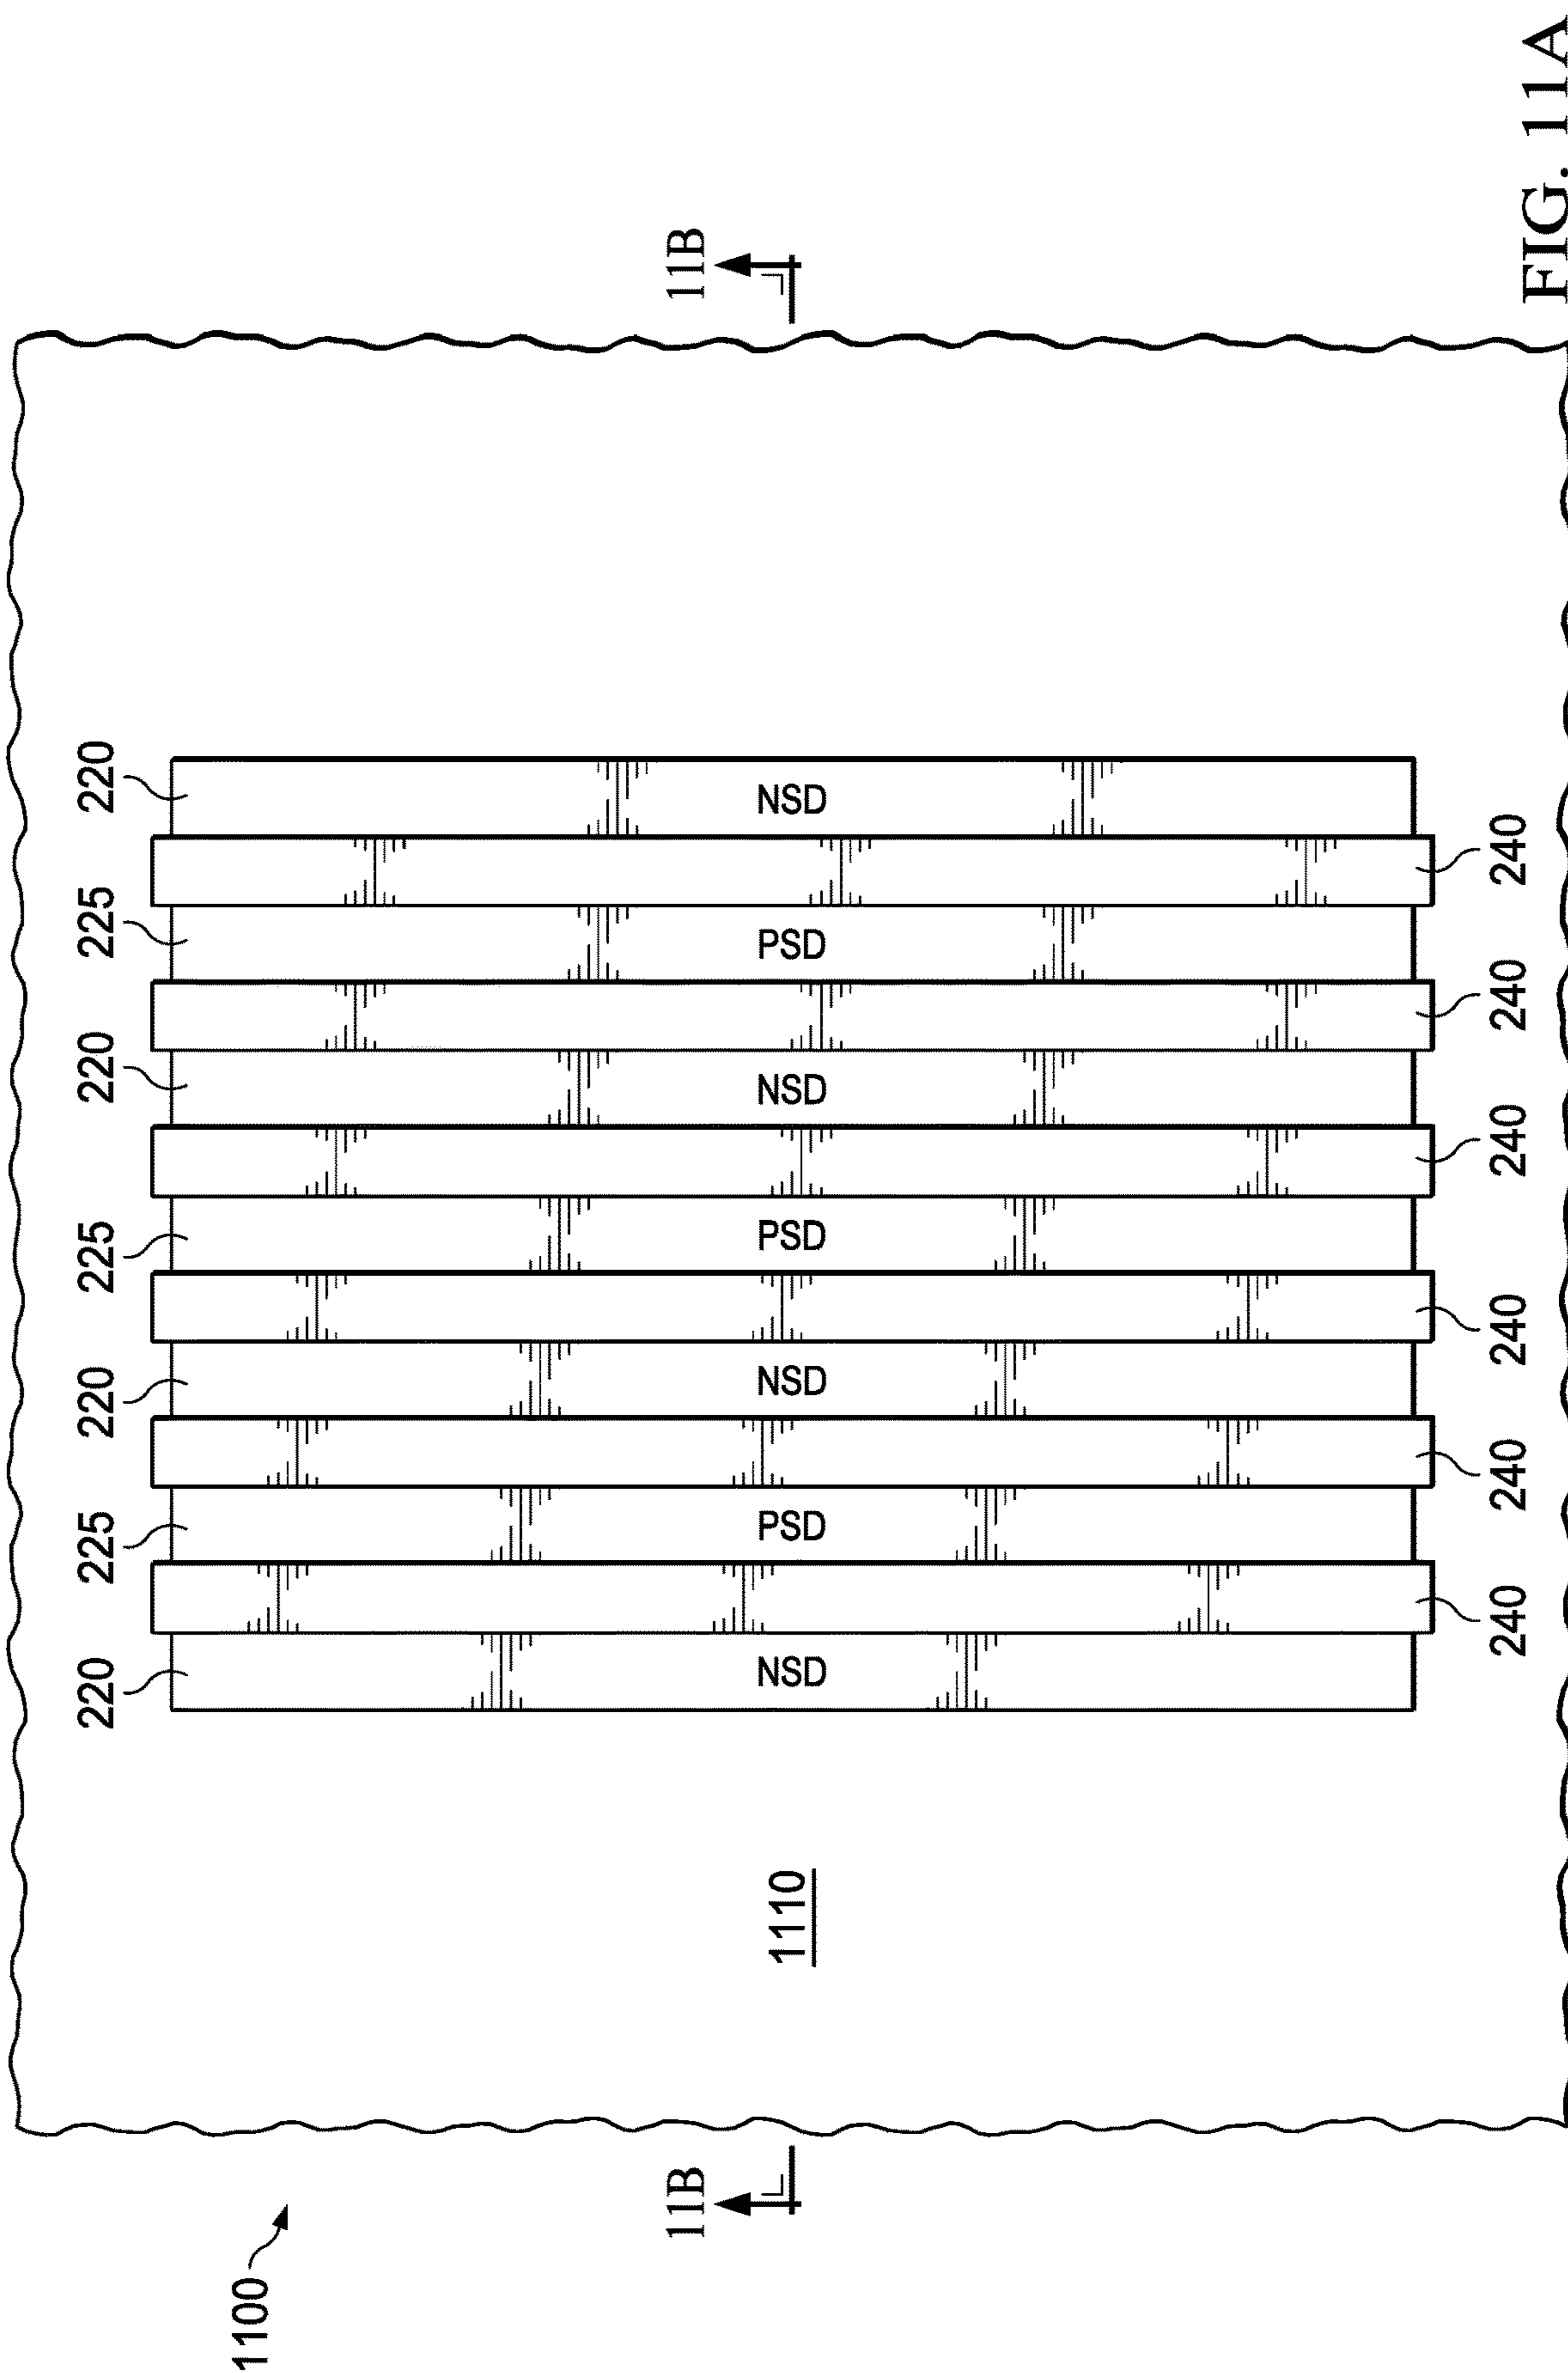 220 225 220 225 220 225 220
1100
11B 11B
1110 NSD PSD NSD PSD NSD PSD NSD
240 240 240 240 240 240
FIG. 11A